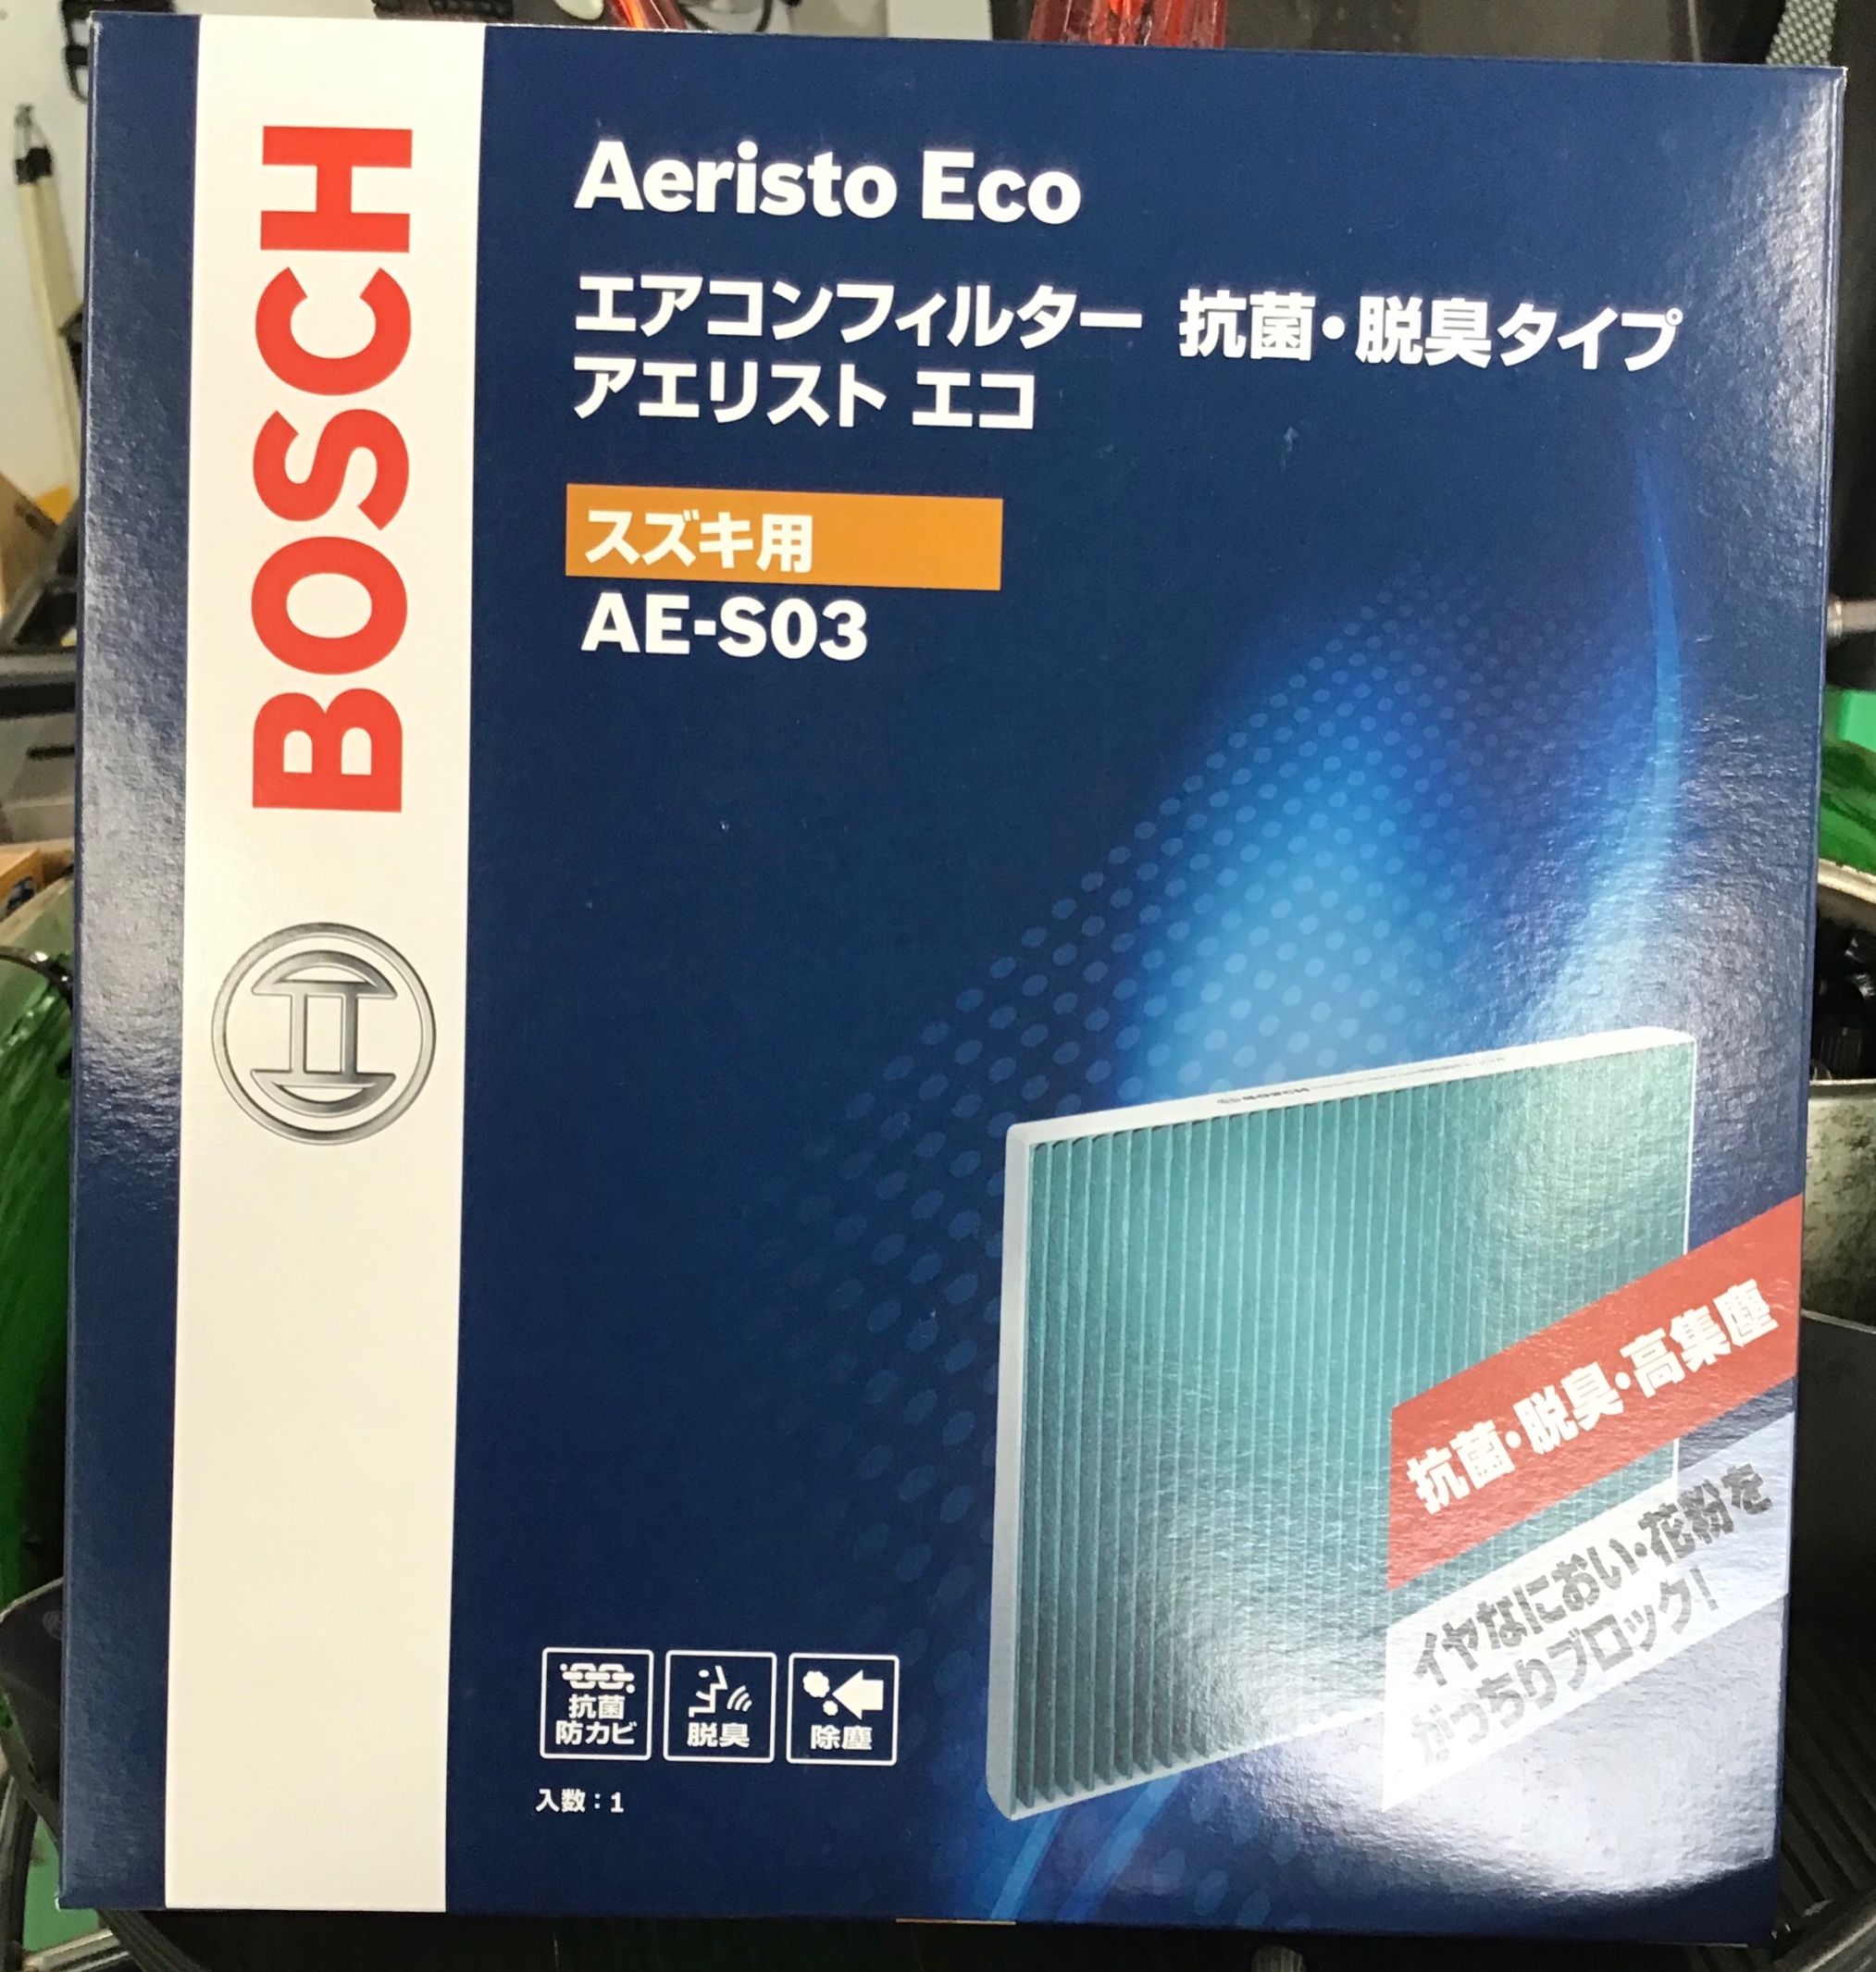 BOSCH
Aeristo Eco
エアコンフィルター 抗菌・脱臭タイプ
アエリスト エコ
スズキ用
AE-S03
BOSCH
抗菌・脱臭・高集塵
イヤなにおい・花粉を
がっちりブロック!
抗菌
防カビ
脱臭
除塵
入数：1